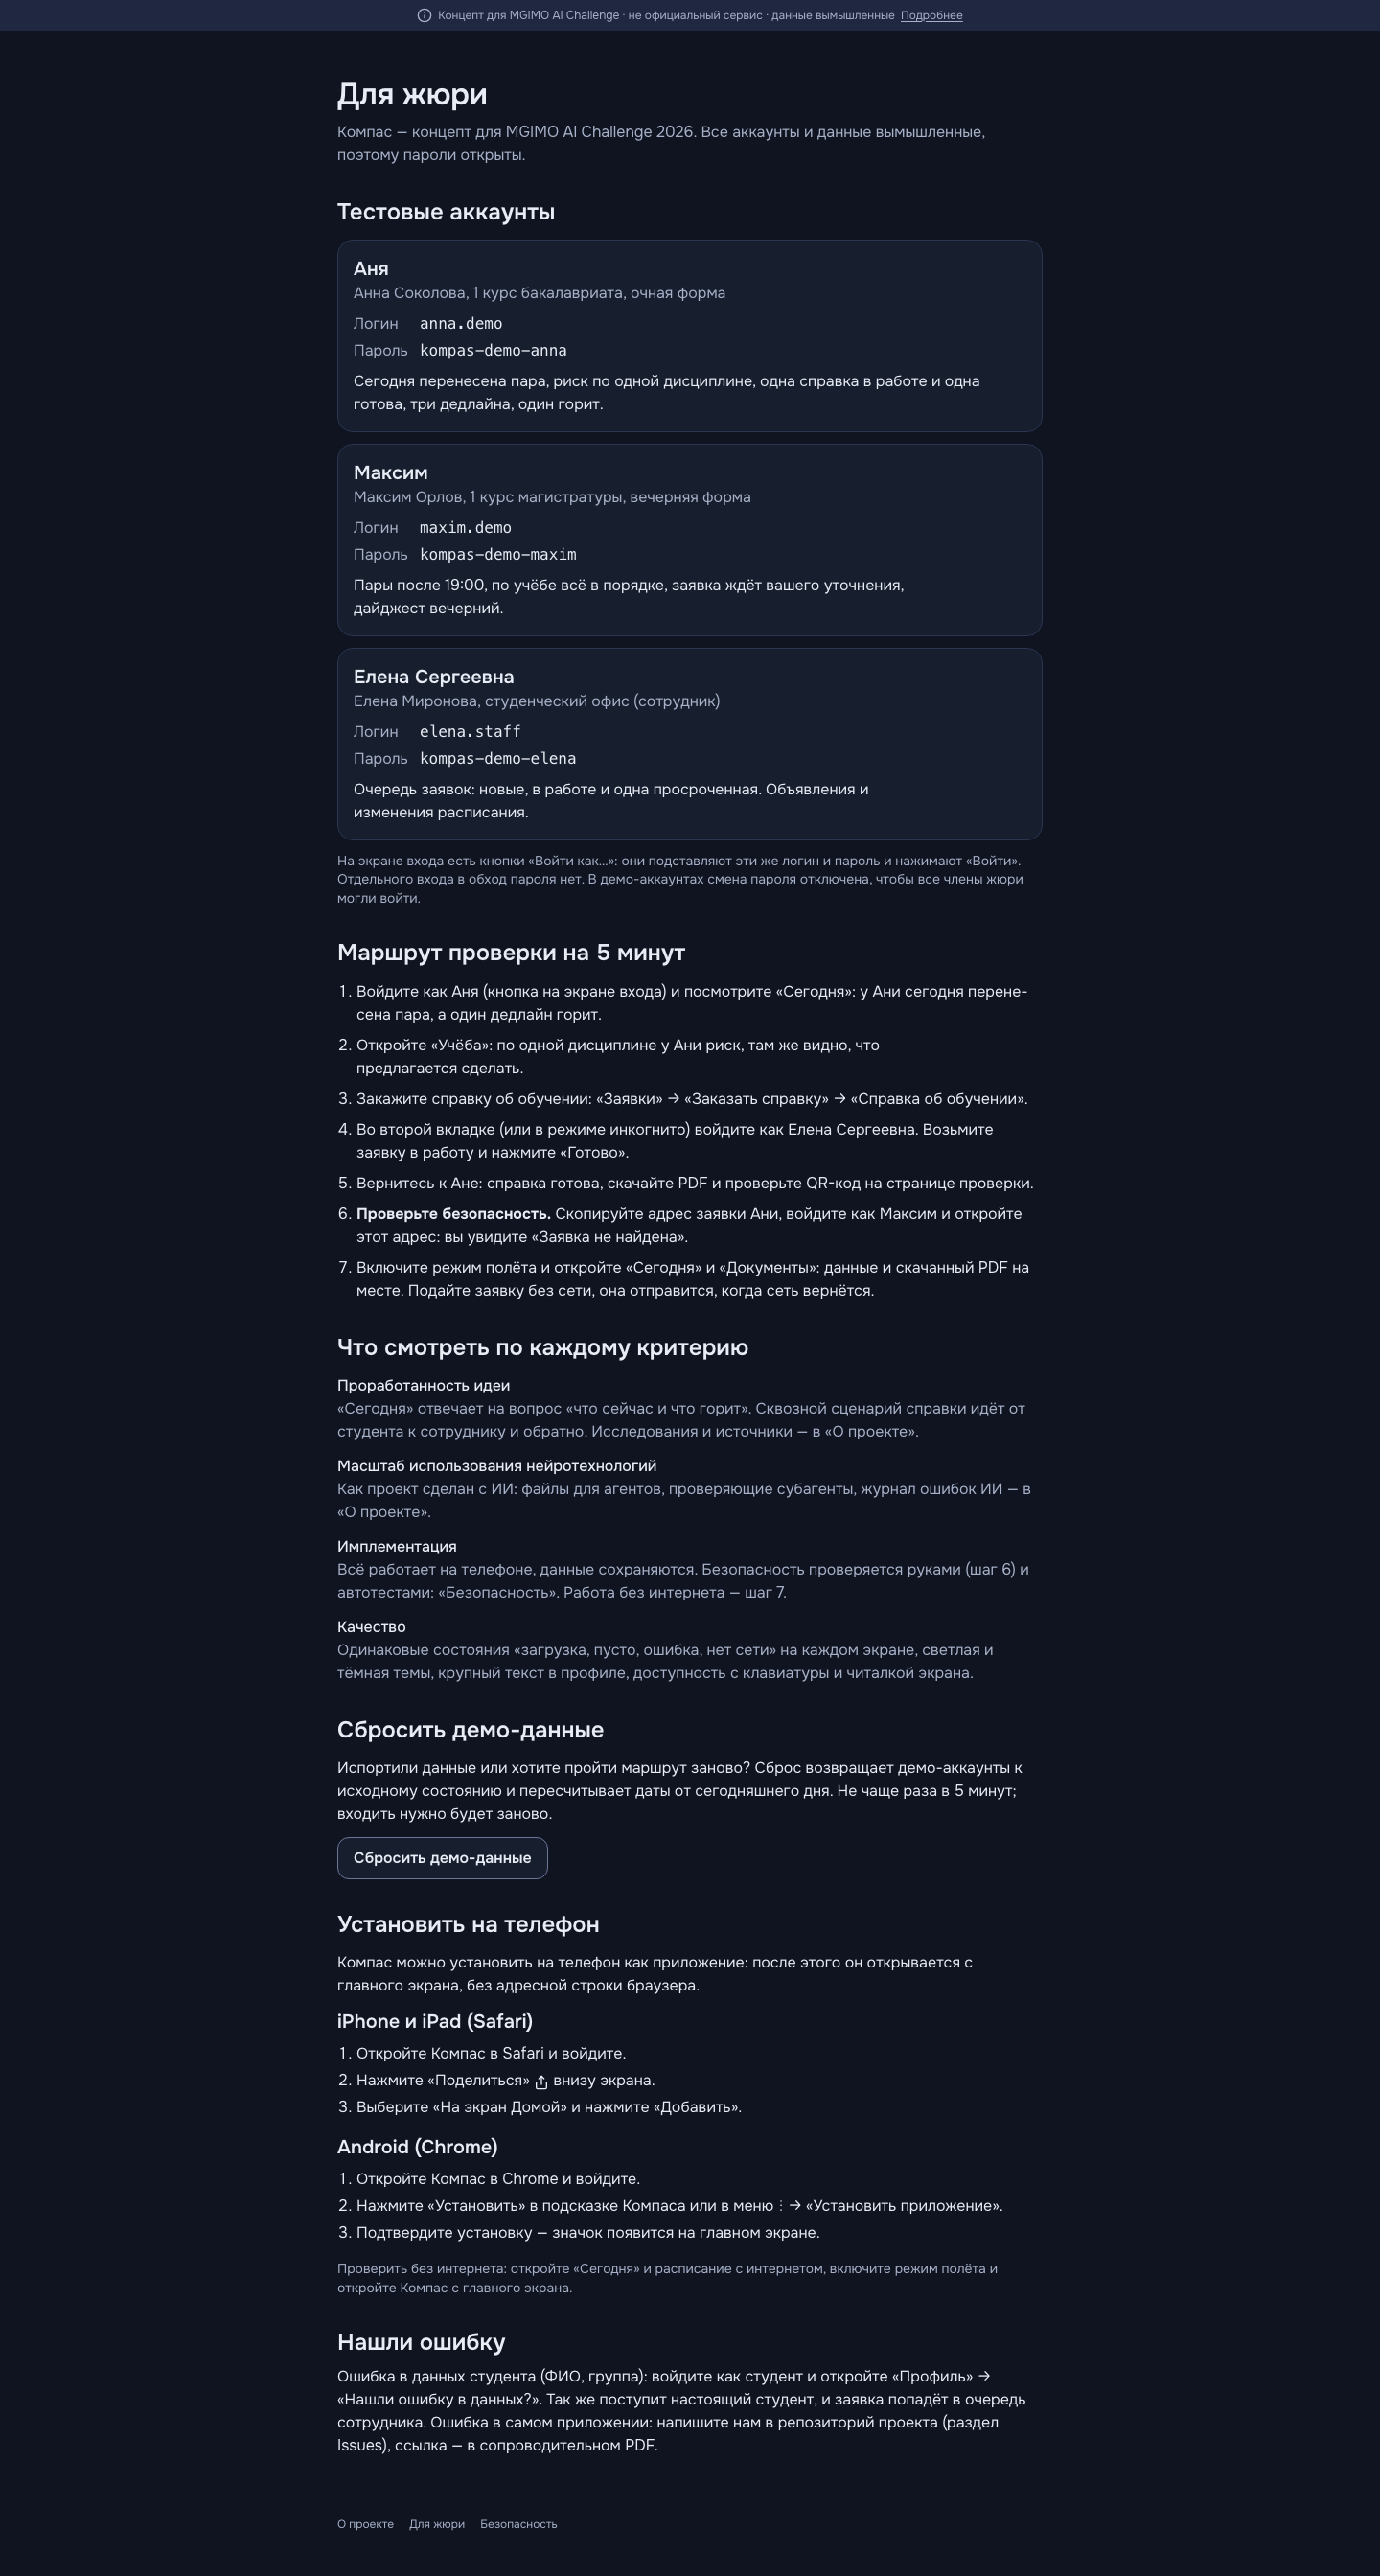 Концепт для MGIMO AI Challenge · не официальный сервис · данные вымышленные Подробнее
Для жюри
Компас — концепт для MGIMO AI Challenge 2026. Все аккаунты и данные вымышленные,
поэтому пароли открыты.
Тестовые аккаунты
Аня
Анна Соколова, 1 курс бакалавриата, очная форма
Логин anna.demo
Пароль kompas-demo-anna
Сегодня перенесена пара, риск по одной дисциплине, одна справка в работе и одна
готова, три дедлайна, один горит.
Максим
Максим Орлов, 1 курс магистратуры, вечерняя форма
Логин maxim.demo
Пароль kompas-demo-maxim
Пары после 19:00, по учёбе всё в порядке, заявка ждёт вашего уточнения,
дайджест вечерний.
Елена Сергеевна
Елена Миронова, студенческий офис (сотрудник)
Логин elena.staff
Пароль kompas-demo-elena
Очередь заявок: новые, в работе и одна просроченная. Объявления и
изменения расписания.
На экране входа есть кнопки «Войти как…»: они подставляют эти же логин и пароль и нажимают «Войти».
Отдельного входа в обход пароля нет. В демо-аккаунтах смена пароля отключена, чтобы все члены жюри
могли войти.
Маршрут проверки на 5 минут
1. Войдите как Аня (кнопка на экране входа) и посмотрите «Сегодня»: у Ани сегодня перене-
сена пара, а один дедлайн горит.
2. Откройте «Учёба»: по одной дисциплине у Ани риск, там же видно, что
предлагается сделать.
3. Закажите справку об обучении: «Заявки» → «Заказать справку» → «Справка об обучении».
4. Во второй вкладке (или в режиме инкогнито) войдите как Елена Сергеевна. Возьмите
заявку в работу и нажмите «Готово».
5. Вернитесь к Ане: справка готова, скачайте PDF и проверьте QR-код на странице проверки.
6. Проверьте безопасность. Скопируйте адрес заявки Ани, войдите как Максим и откройте
этот адрес: вы увидите «Заявка не найдена».
7. Включите режим полёта и откройте «Сегодня» и «Документы»: данные и скачанный PDF на
месте. Подайте заявку без сети, она отправится, когда сеть вернётся.
Что смотреть по каждому критерию
Проработанность идеи
«Сегодня» отвечает на вопрос «что сейчас и что горит». Сквозной сценарий справки идёт от
студента к сотруднику и обратно. Исследования и источники — в «О проекте».
Масштаб использования нейротехнологий
Как проект сделан с ИИ: файлы для агентов, проверяющие субагенты, журнал ошибок ИИ — в
«О проекте».
Имплементация
Всё работает на телефоне, данные сохраняются. Безопасность проверяется руками (шаг 6) и
автотестами: «Безопасность». Работа без интернета — шаг 7.
Качество
Одинаковые состояния «загрузка, пусто, ошибка, нет сети» на каждом экране, светлая и
тёмная темы, крупный текст в профиле, доступность с клавиатуры и читалкой экрана.
Сбросить демо-данные
Испортили данные или хотите пройти маршрут заново? Сброс возвращает демо-аккаунты к
исходному состоянию и пересчитывает даты от сегодняшнего дня. Не чаще раза в 5 минут;
входить нужно будет заново.
Сбросить демо-данные
Установить на телефон
Компас можно установить на телефон как приложение: после этого он открывается с
главного экрана, без адресной строки браузера.
iPhone и iPad (Safari)
1. Откройте Компас в Safari и войдите.
2. Нажмите «Поделиться» внизу экрана.
3. Выберите «На экран Домой» и нажмите «Добавить».
Android (Chrome)
1. Откройте Компас в Chrome и войдите.
2. Нажмите «Установить» в подсказке Компаса или в меню ⋮ → «Установить приложение».
3. Подтвердите установку — значок появится на главном экране.
Проверить без интернета: откройте «Сегодня» и расписание с интернетом, включите режим полёта и
откройте Компас с главного экрана.
Нашли ошибку
Ошибка в данных студента (ФИО, группа): войдите как студент и откройте «Профиль» →
«Нашли ошибку в данных?». Так же поступит настоящий студент, и заявка попадёт в очередь
сотрудника. Ошибка в самом приложении: напишите нам в репозиторий проекта (раздел
Issues), ссылка — в сопроводительном PDF.
О проекте Для жюри Безопасность